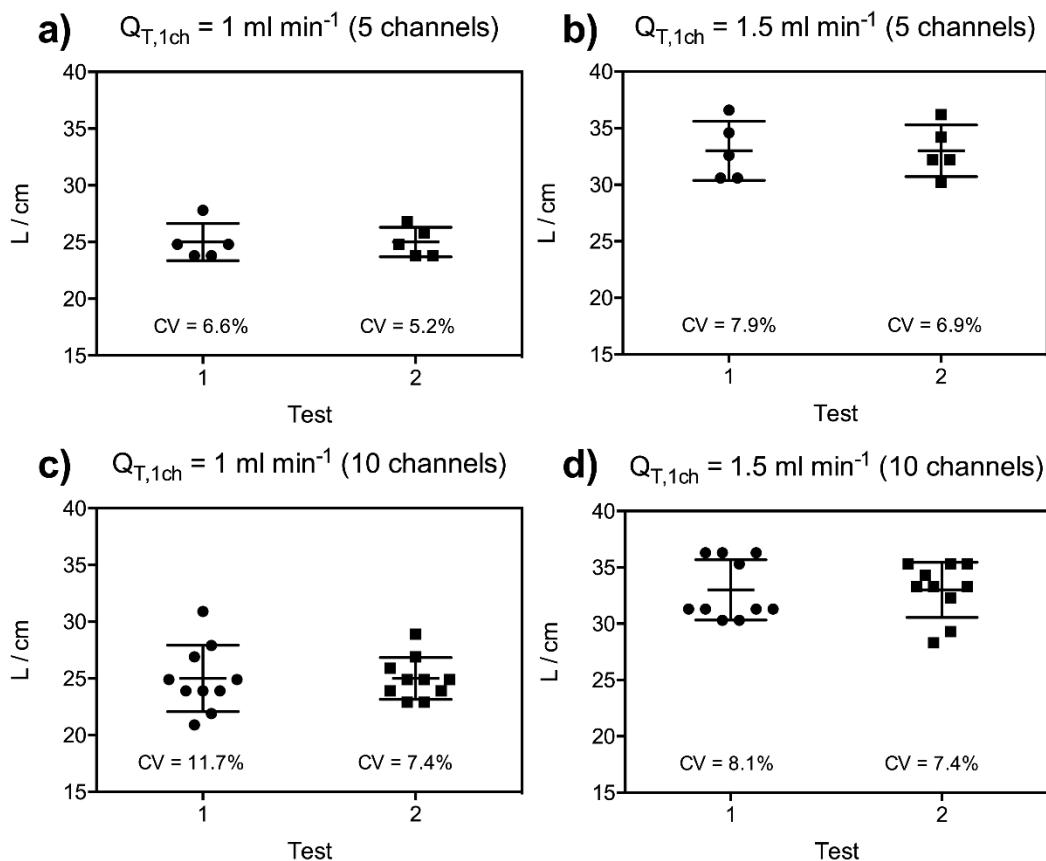 a) Q_T,1ch = 1 ml min⁻¹ (5 channels)
40
35
30
25
20
15
L / cm
CV = 6.6%
CV = 5.2%
1
2
Test
b) Q_T,1ch = 1.5 ml min⁻¹ (5 channels)
40
35
30
25
20
15
L / cm
CV = 7.9%
CV = 6.9%
1
2
Test
c) Q_T,1ch = 1 ml min⁻¹ (10 channels)
40
35
30
25
20
15
L / cm
CV = 11.7%
CV = 7.4%
1
2
Test
d) Q_T,1ch = 1.5 ml min⁻¹ (10 channels)
40
35
30
25
20
15
L / cm
CV = 8.1%
CV = 7.4%
1
2
Test